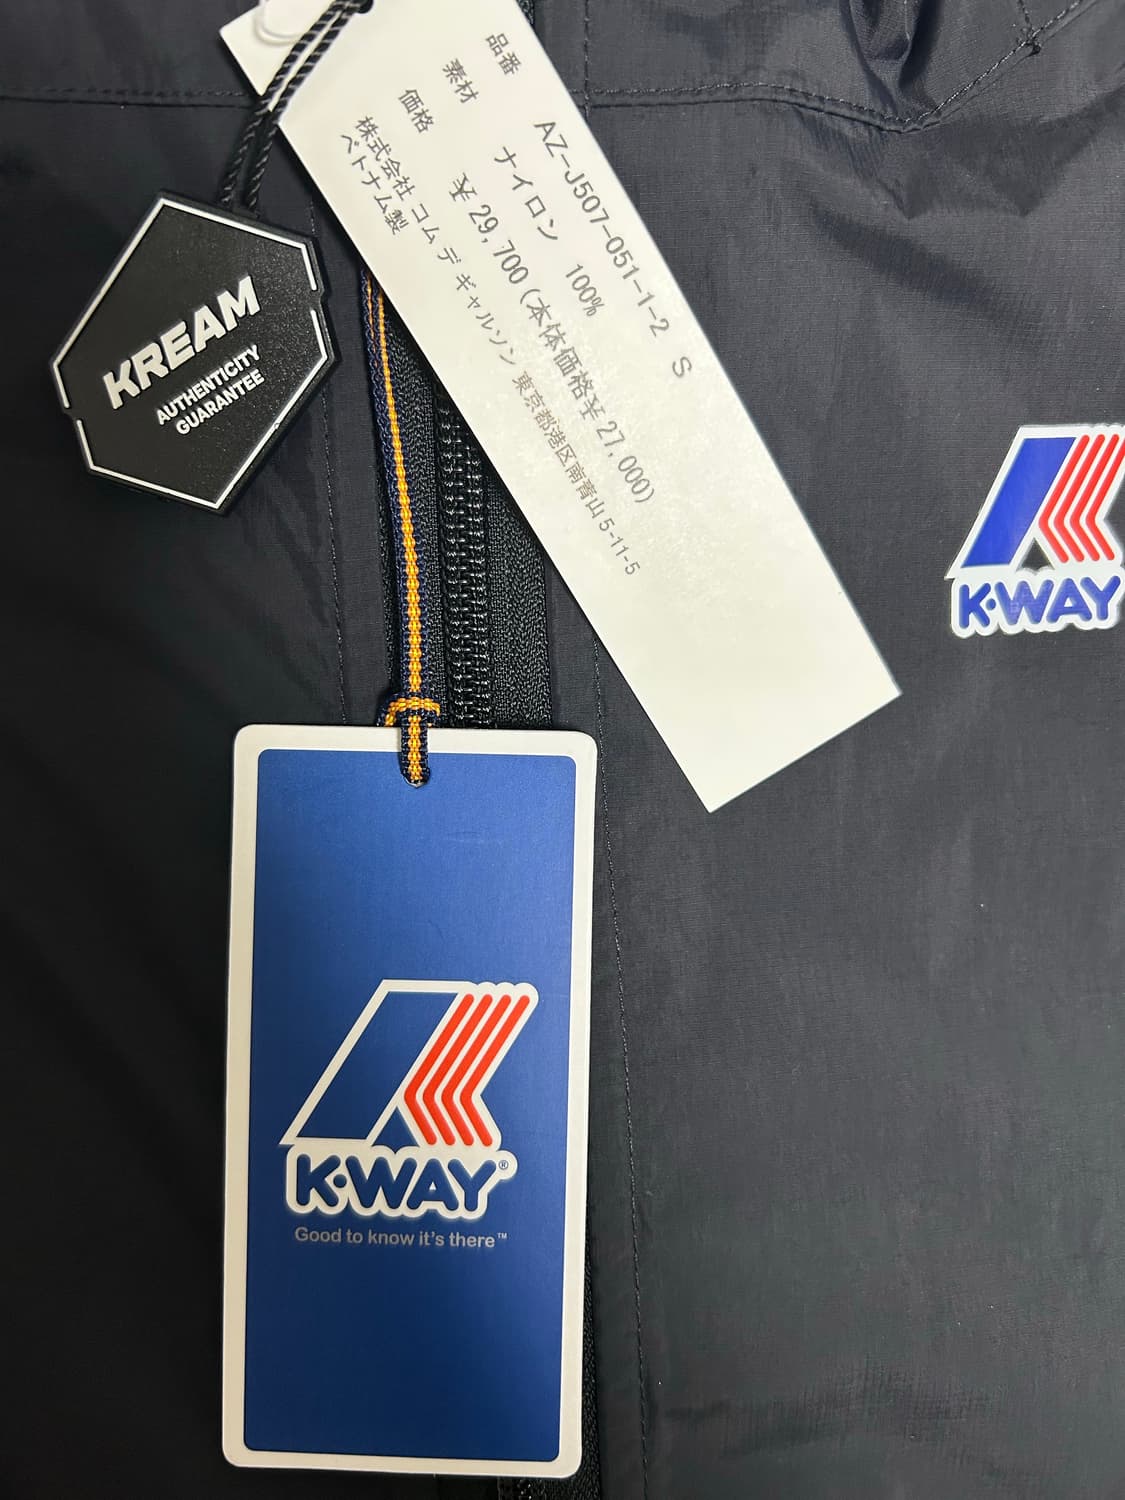 品番 AZ-J507-051-1-2 S
素材 ナイロン 100%
価格 ¥29,700(本体価格¥27,000)
株式会社 コム デ ギャルソン 東京都港区南青山 5-11-5
ベトナム製
KREAM
AUTHENTICITY
GUARANTEE
K·WAY
K·WAY®
Good to know it's there™